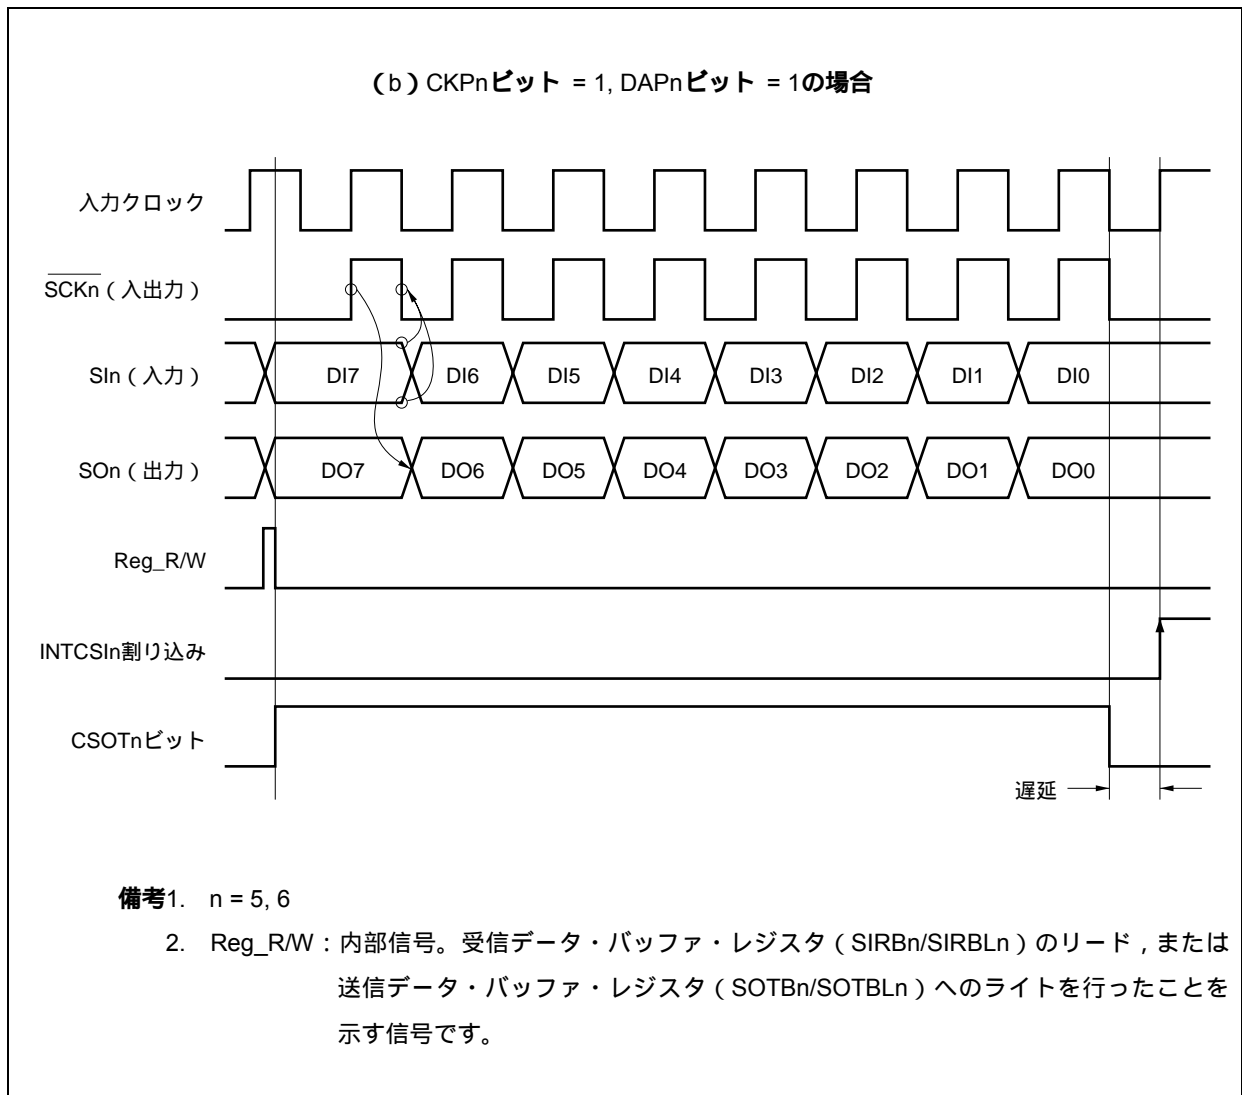 （b）CKPnビット = 1, DAPnビット = 1の場合
入力クロック
SCKn（入出力）
SIn（入力）
DI7 DI6 DI5 DI4 DI3 DI2 DI1 DI0
SOn（出力）
DO7 DO6 DO5 DO4 DO3 DO2 DO1 DO0
Reg_R/W
INTCSIn割り込み
CSOTnビット
遅延
備考1. n = 5, 6
2. Reg_R/W：内部信号。受信データ・バッファ・レジスタ（SIRBn/SIRBLn）のリード，または
送信データ・バッファ・レジスタ（SOTBn/SOTBLn）へのライトを行ったことを
示す信号です。